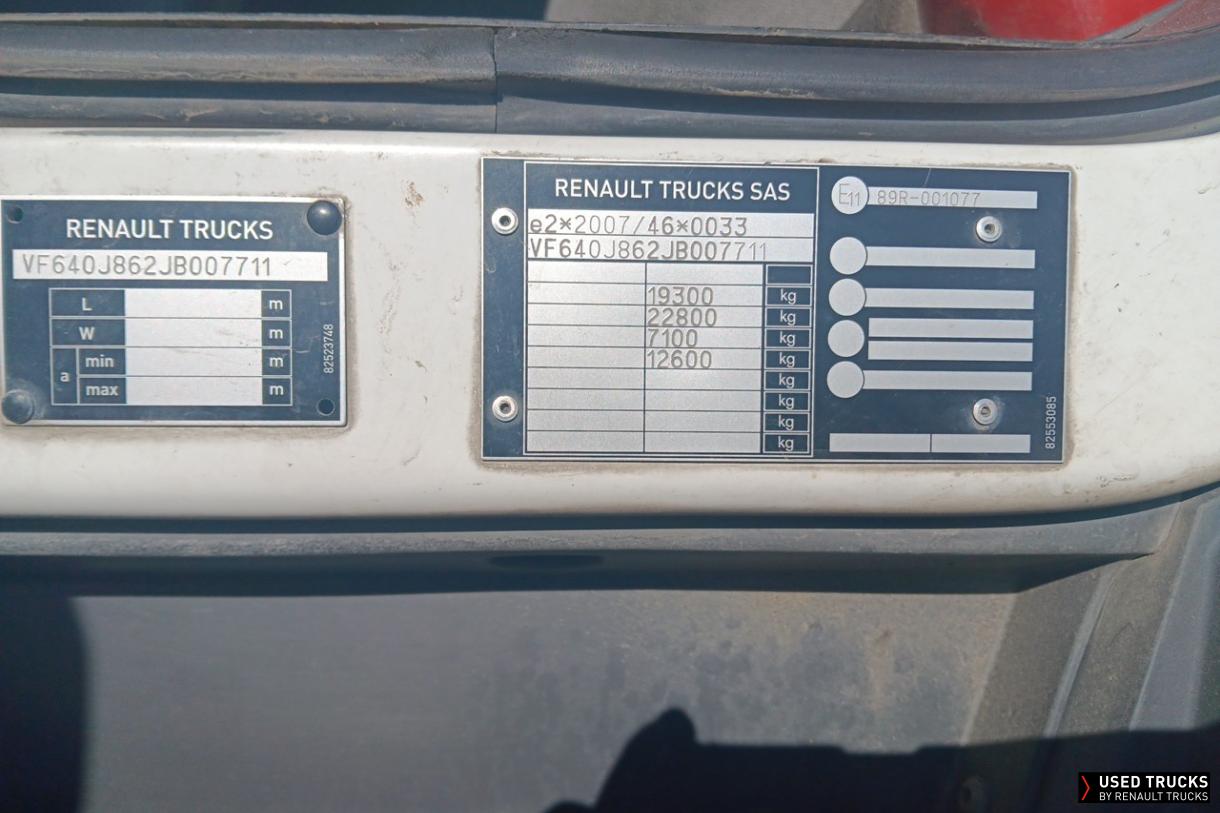 RENAULT TRUCKS
VF640J862JB007711
L m
W m
a min m
max m
82523748
RENAULT TRUCKS SAS
e2*2007/46*0033
VF640J862JB007711
19300 kg
22800 kg
7100 kg
12600 kg
kg
kg
kg
kg
E11 89R-001077
82553085
USED TRUCKS
BY RENAULT TRUCKS